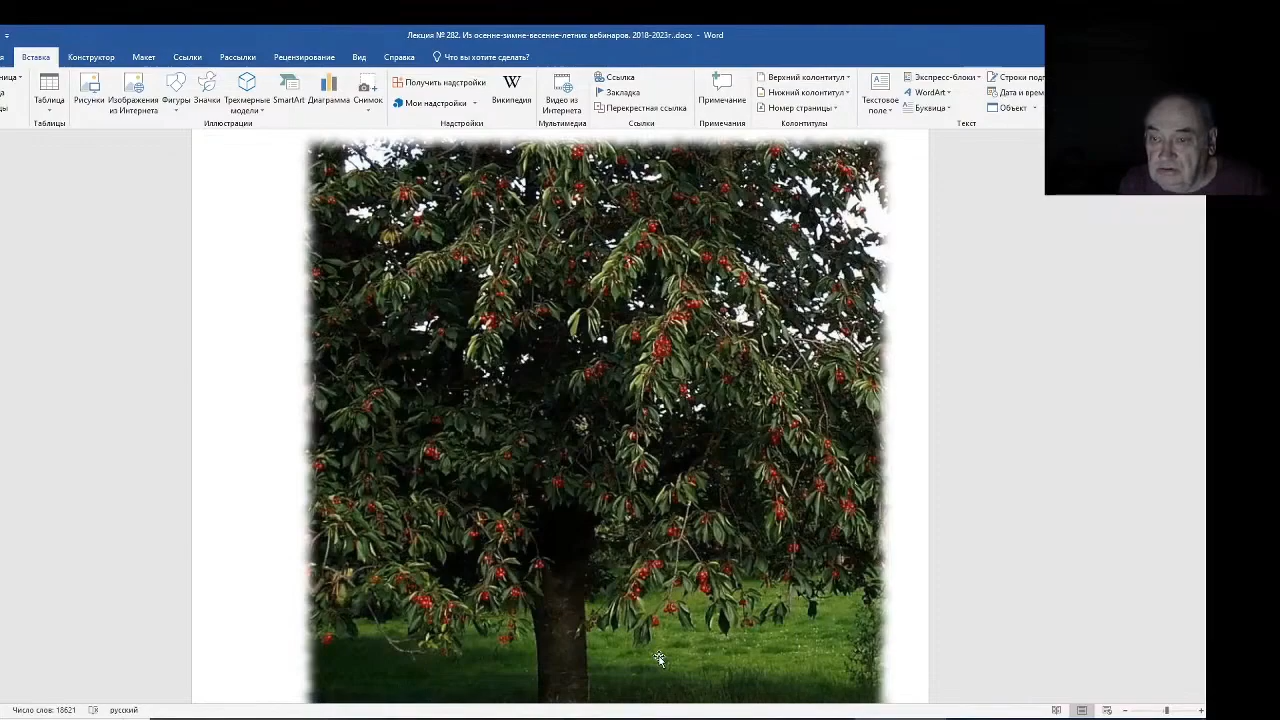 Лекция № 282. Из осенне-зимне-весенне-летних вебинаров. 2018-2023г..docx - Word
Вставка Конструктор Макет Ссылки Рассылки Рецензирование Вид Справка Что вы хотите сделать?
Таблица
Таблицы
Рисунки
Изображения из Интернета
Фигуры
Значки
Трехмерные модели
SmartArt
Диаграмма
Снимок
Иллюстрации
Получить надстройки
Мои надстройки
Википедия
Надстройки
Видео из Интернета
Мультимедиа
Ссылка
Закладка
Перекрестная ссылка
Ссылки
Примечание
Примечания
Верхний колонтитул
Нижний колонтитул
Номер страницы
Колонтитулы
Текстовое поле
Экспресс-блоки
WordArt
Буквица
Строки под
Дата и врем
Объект
Текст
Число слов: 18621 русский